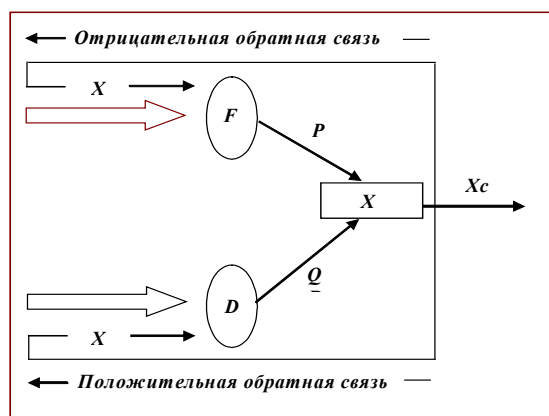 Отрицательная обратная связь
X
F
P
X
Xc
Q
D
X
Положительная обратная связь